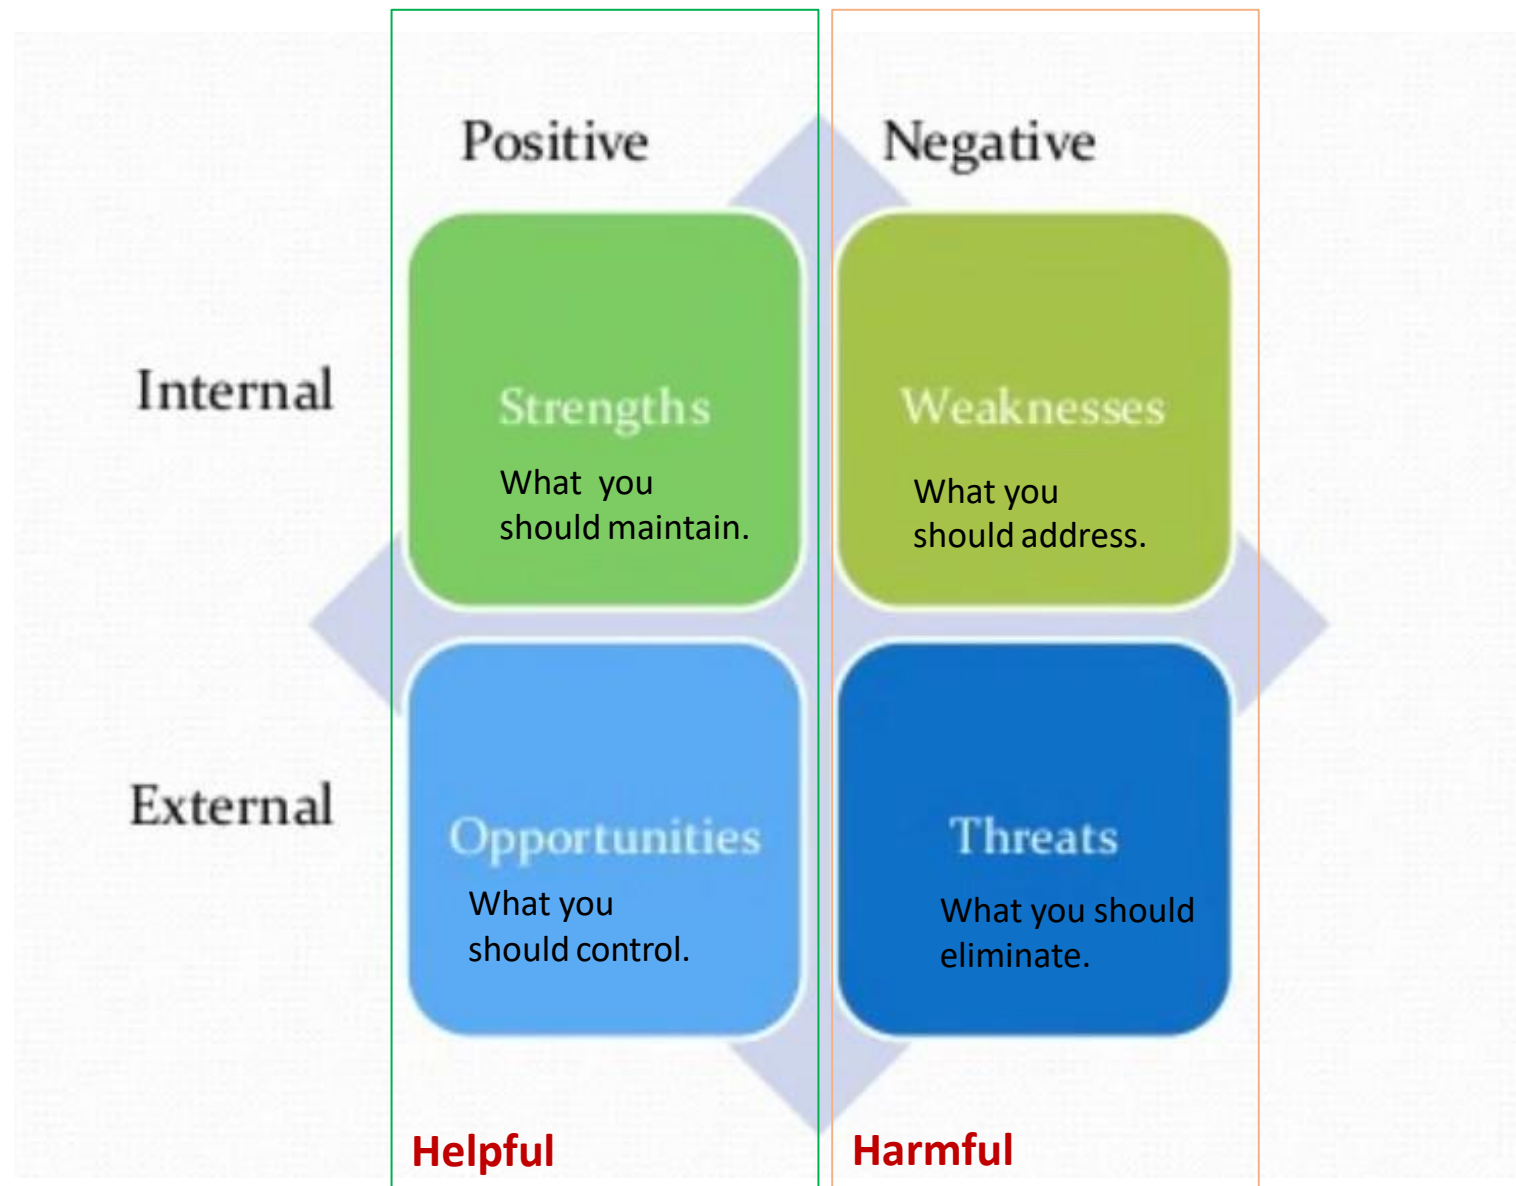 Positive
Negative
Internal
Strengths
What you
should maintain.
Weaknesses
What you
should address.
External
Opportunities
What you
should control.
Threats
What you should
eliminate.
Helpful
Harmful